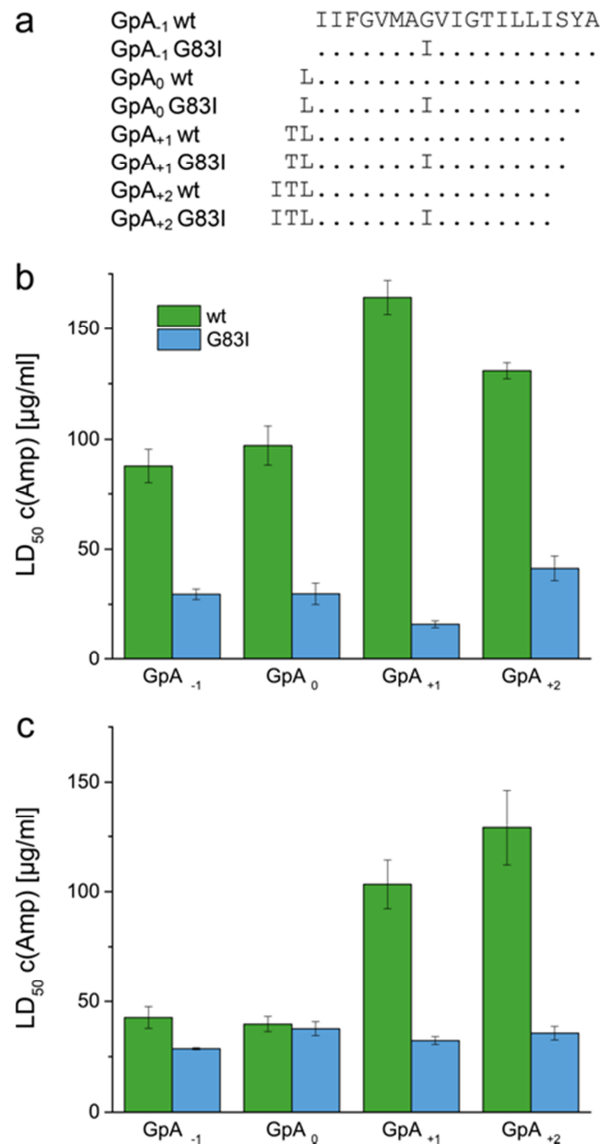 a
GpA-1 wt IIFGVMAGVIGTILLISYA
GpA-1 G83I .......I...........
GpA0 wt L..................
GpA0 G83I L.......I..........
GpA+1 wt TL.................
GpA+1 G83I TL.......I.........
GpA+2 wt ITL................
GpA+2 G83I ITL.......I........
b
wt
G83I
150
100
50
0
LD50 c(Amp) [µg/ml]
GpA -1 GpA 0 GpA +1 GpA +2
c
150
100
50
0
LD50 c(Amp) [µg/ml]
GpA -1 GpA 0 GpA +1 GpA +2